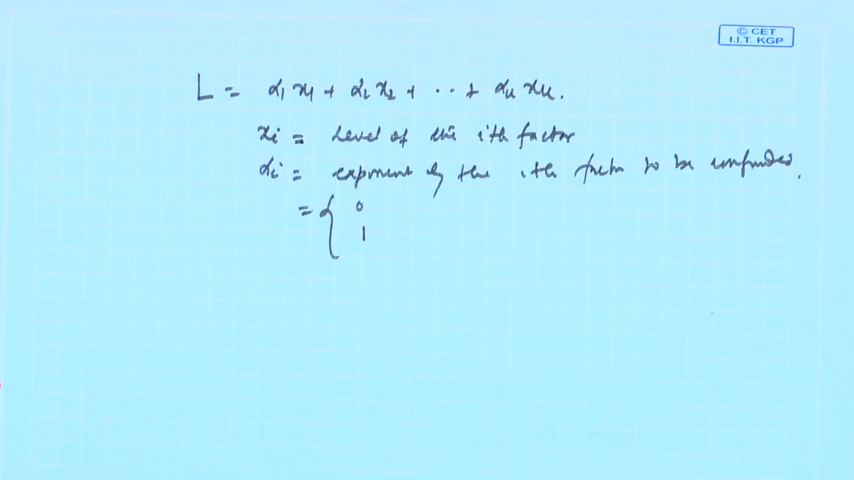 © CET
I.I.T. KGP
L = α₁ x₁ + α₂ x₂ + ·· + αₖ xₖ.
xᵢ = level of the ith factor
αᵢ = exponent of the ith factor to be confounded.
= { 0
1